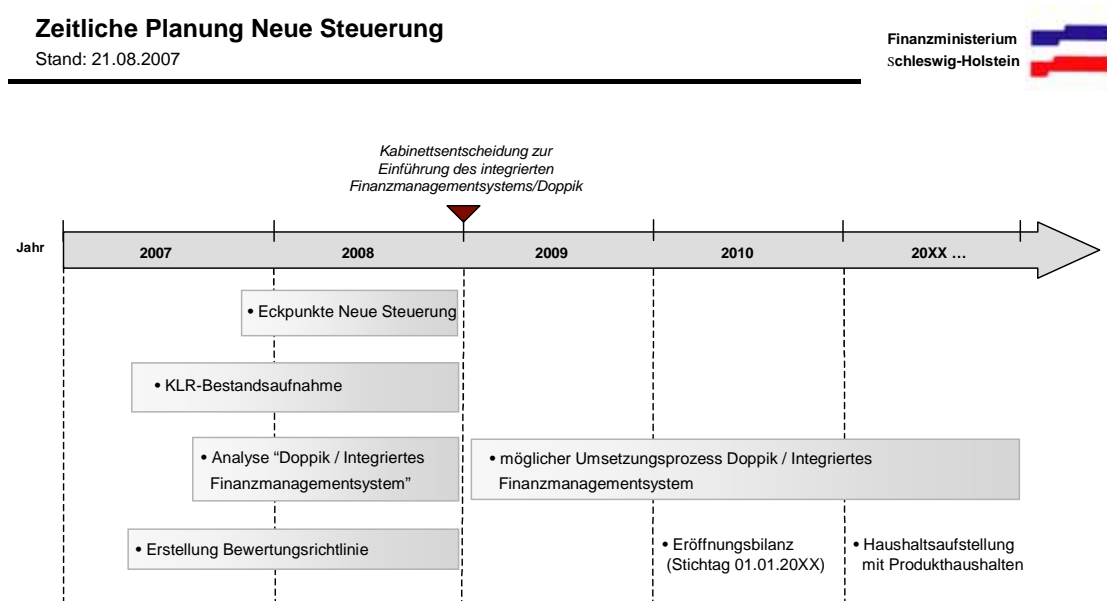 Zeitliche Planung Neue Steuerung
Stand: 21.08.2007
Finanzministerium
Schleswig-Holstein
Kabinettsentscheidung zur
Einführung des integrierten
Finanzmanagementsystems/Doppik
Jahr
2007
2008
2009
2010
20XX ...
• Eckpunkte Neue Steuerung
• KLR-Bestandsaufnahme
• Analyse “Doppik / Integriertes
Finanzmanagementsystem”
• möglicher Umsetzungsprozess Doppik / Integriertes
Finanzmanagementsystem
• Erstellung Bewertungsrichtlinie
• Eröffnungsbilanz
(Stichtag 01.01.20XX)
• Haushaltsaufstellung
mit Produkthaushalten